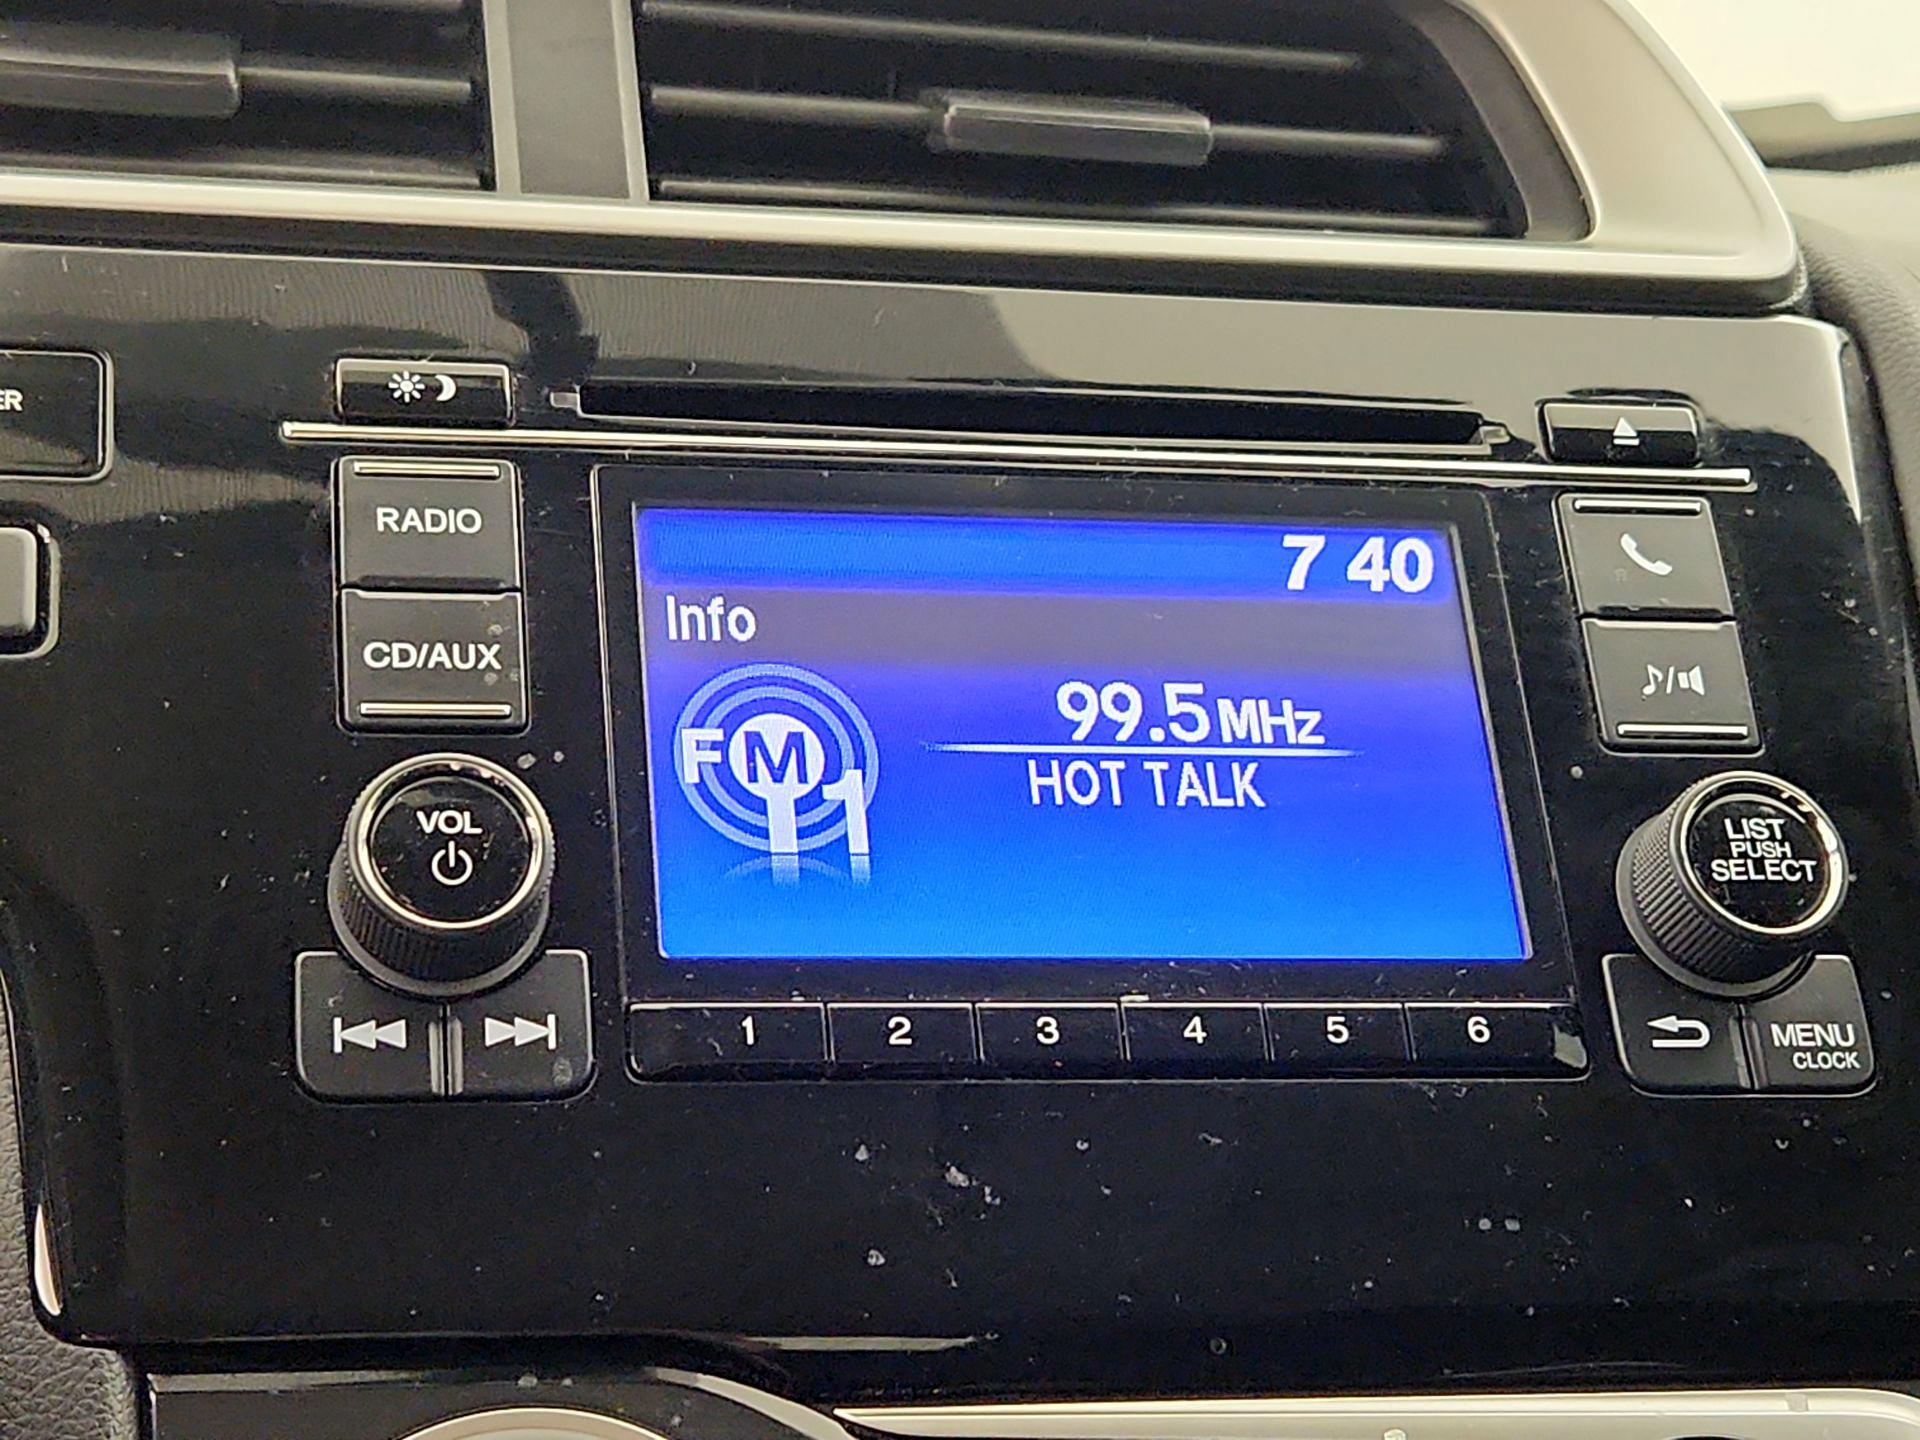 ER
RADIO
CD/AUX
VOL
7 40
Info
99.5 MHz
HOT TALK
FM 1
LIST
PUSH
SELECT
1 2 3 4 5 6
MENU
CLOCK